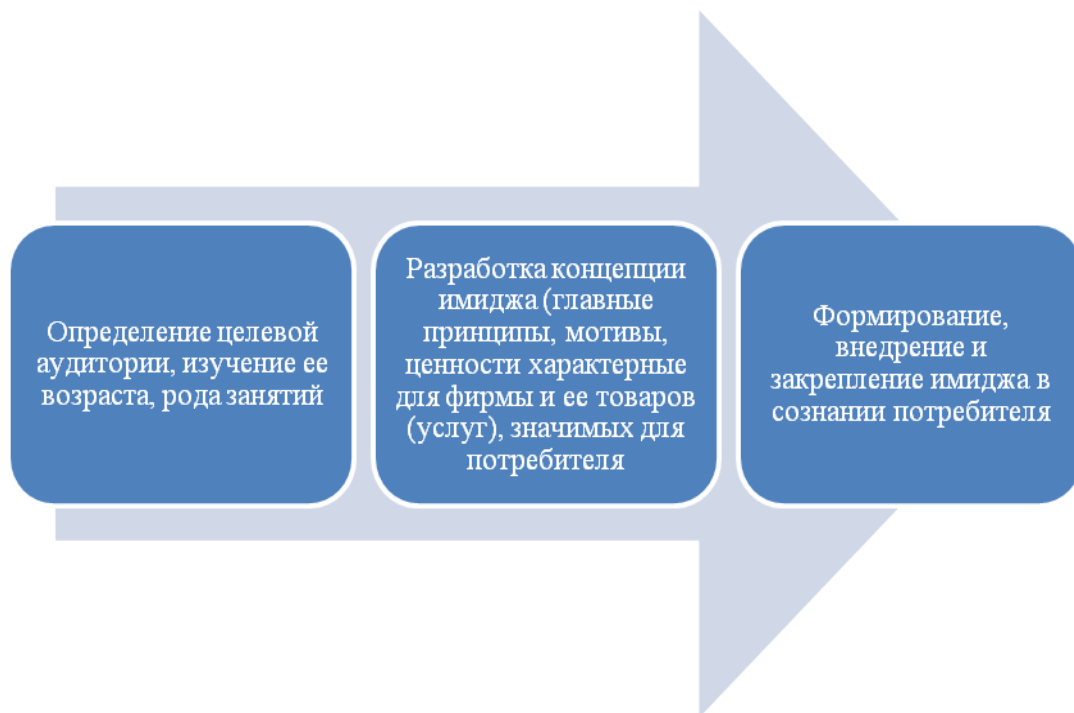 Определение целевой
аудитории, изучение ее
возраста, рода занятий
Разработка концепции
имиджа (главные
принципы, мотивы,
ценности характерные
для фирмы и ее товаров
(услуг), значимых для
потребителя
Формирование,
внедрение и
закрепление имиджа в
сознании потребителя